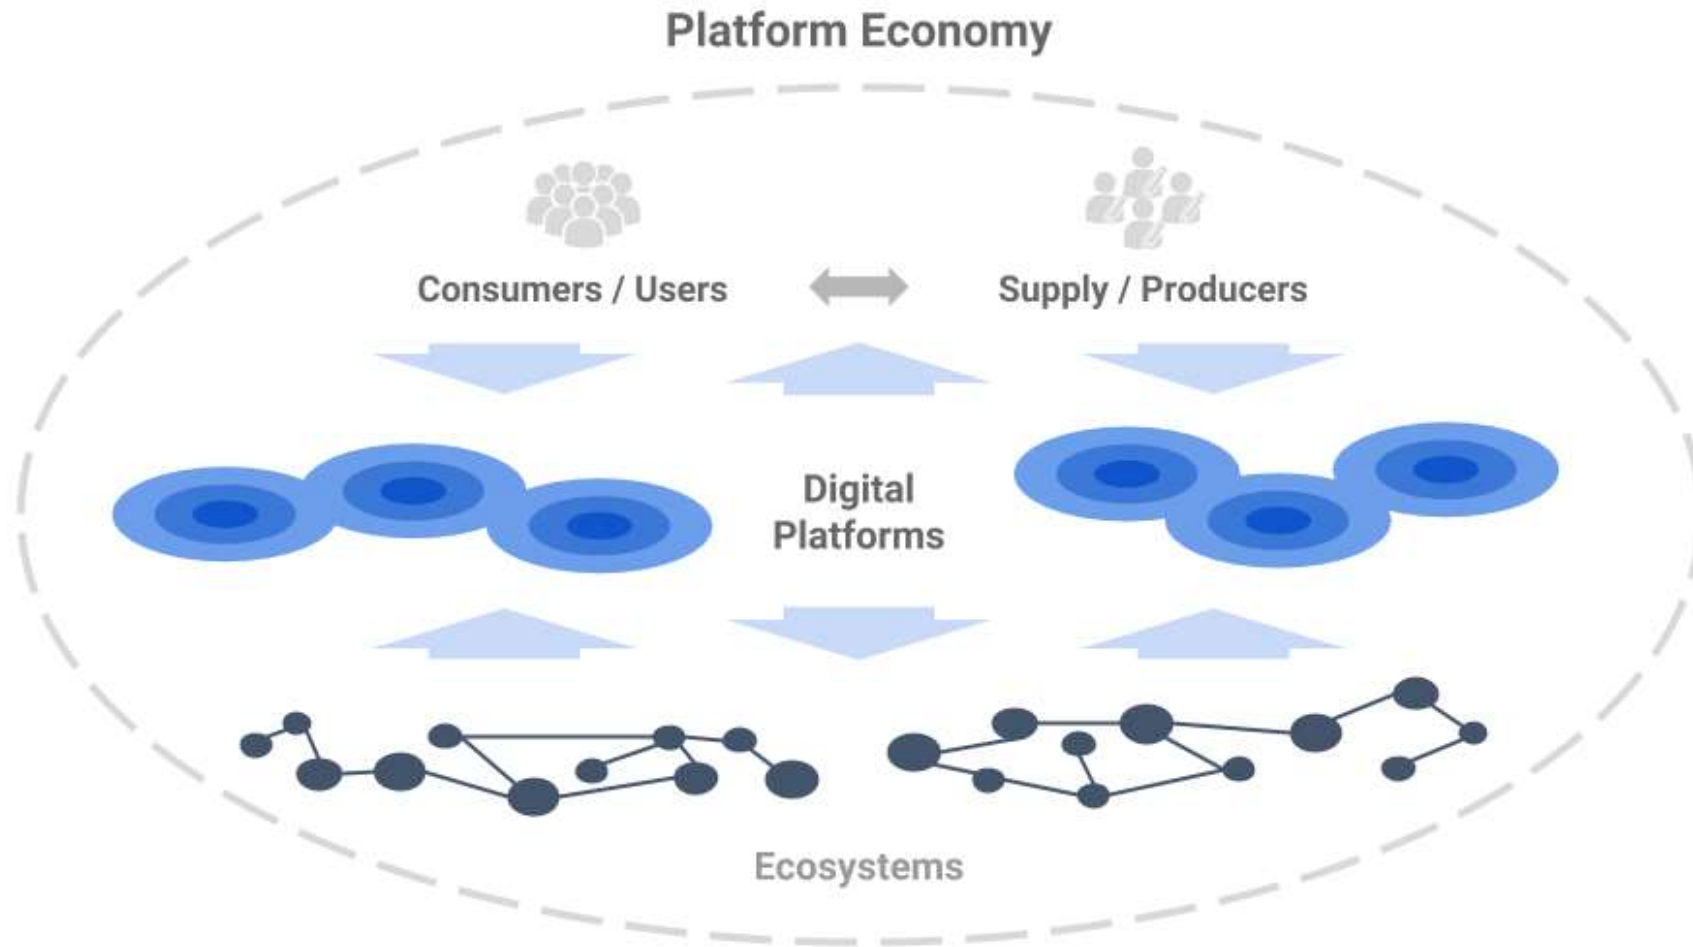 Platform Economy
Consumers / Users
Supply / Producers
Digital
Platforms
Ecosystems